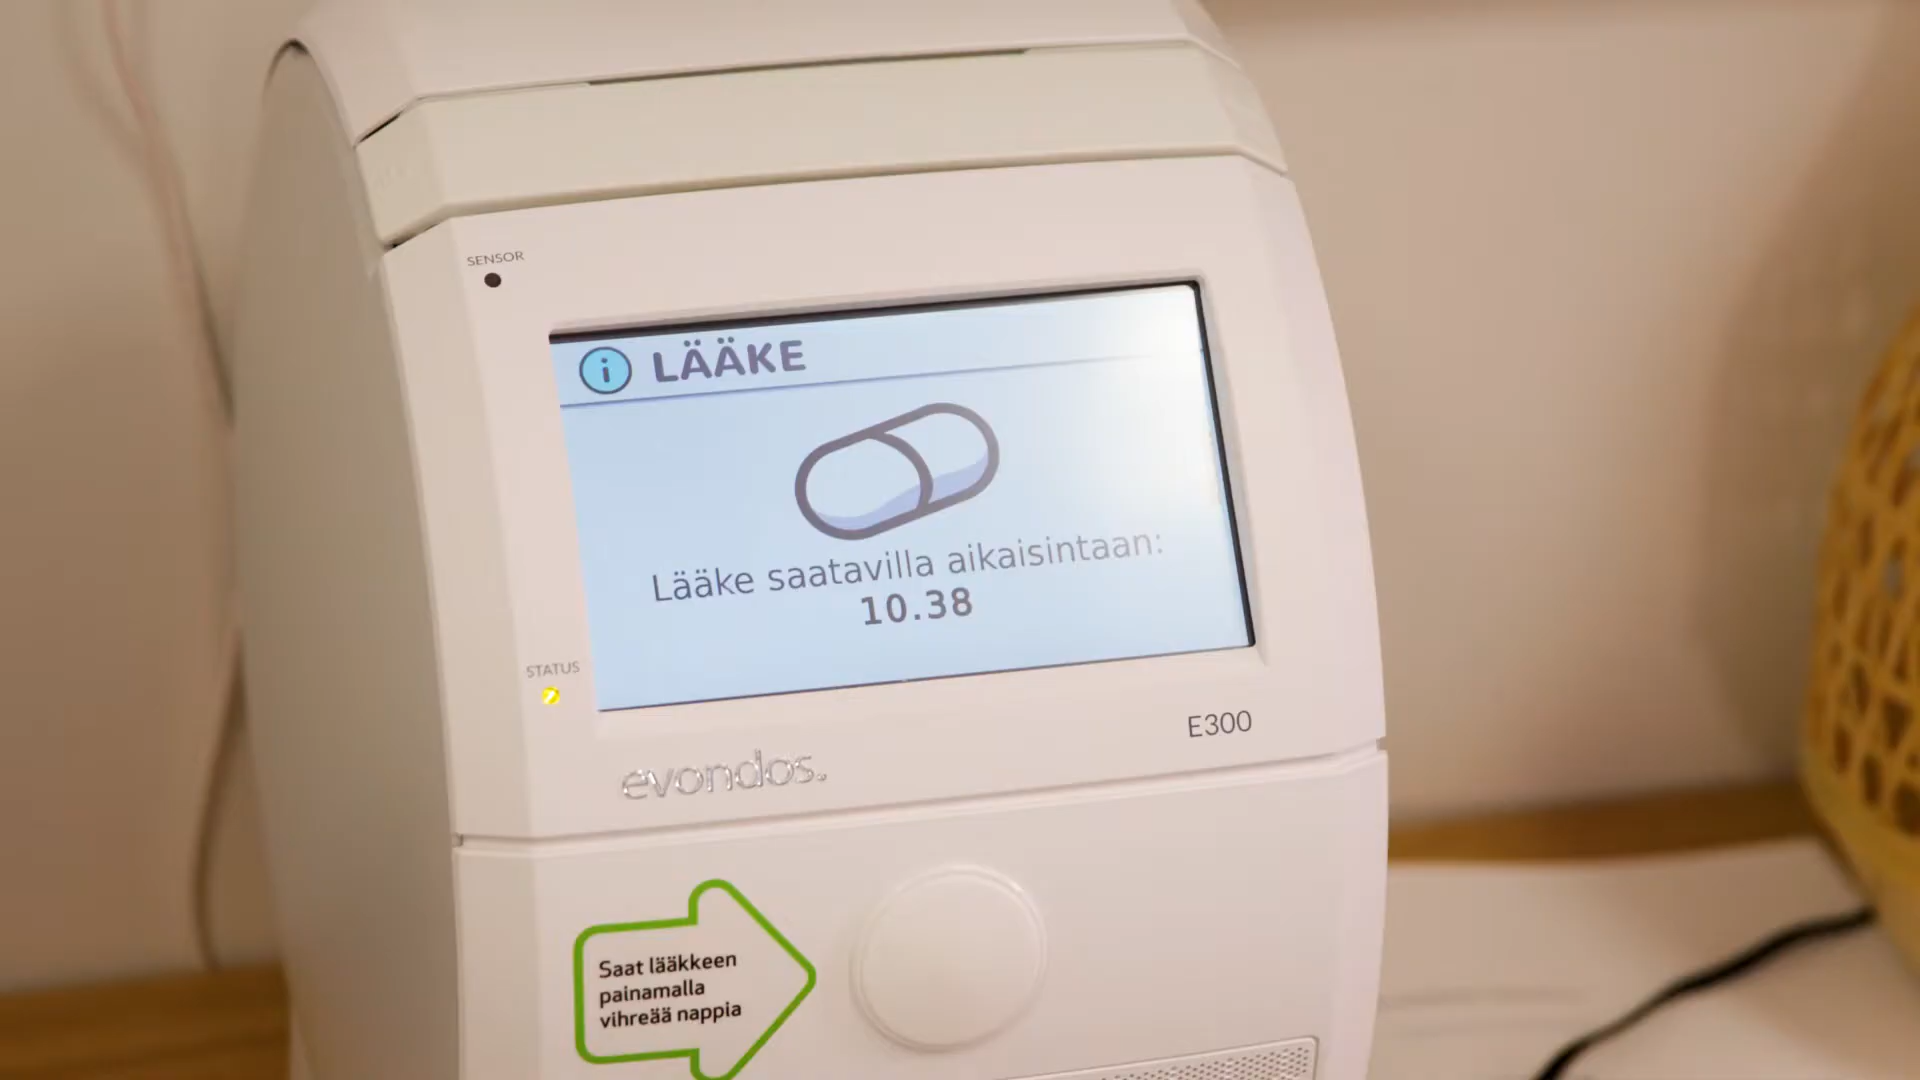 SENSOR
i LÄÄKE
Lääke saatavilla aikaisintaan:
10.38
STATUS
E300
evondos.
Saat lääkkeen
painamalla
vihreää nappia